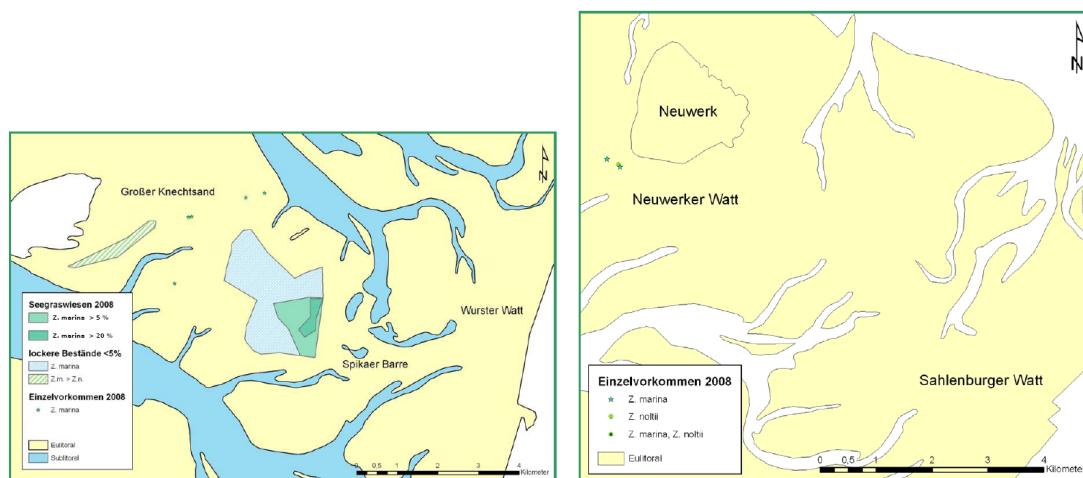 Großer Knechtsand
N
Wurster Watt
Spikaer Barre
Seegraswiesen 2008
Z. marina > 5 %
Z. marina > 20 %
lockere Bestände <5%
Z. marina
Z.m. > Z.n.
Einzelvorkommen 2008
Z. marina
Eulitoral
Sublitoral
0 0,5 1 2 3 4
Kilometer
N
Neuwerk
Neuwerker Watt
Sahlenburger Watt
Einzelvorkommen 2008
Z. marina
Z. noltii
Z. marina, Z. noltii
Eulitoral
0 0,5 1 2 3 4
Kilometer